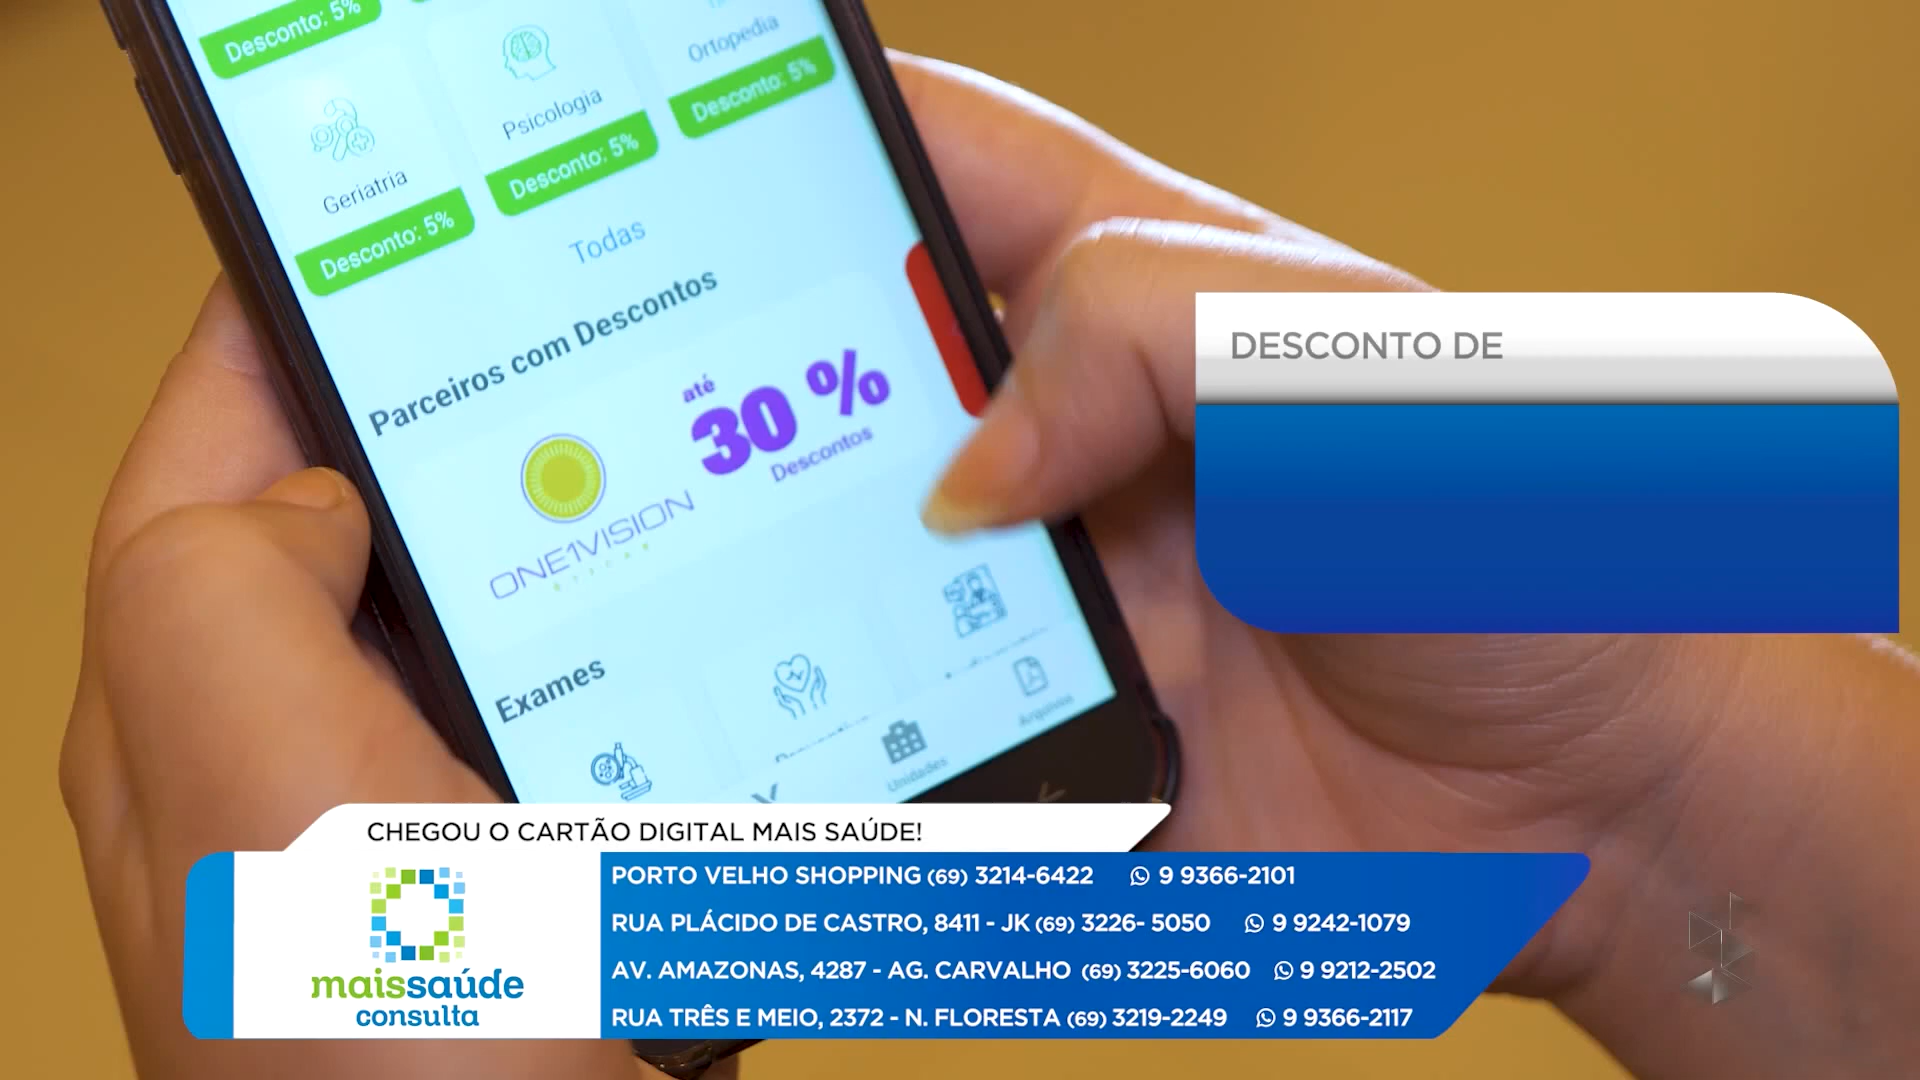 Desconto: 5%
Ortopedia
Desconto: 5%
Psicologia
Desconto: 5%
Geriatria
Desconto: 5%
Todas
Parceiros com Descontos
até
30 %
Descontos
ONE1VISION
Exames
Arquivos
Unidades
DESCONTO DE
CHEGOU O CARTÃO DIGITAL MAIS SAÚDE!
maissaúde
consulta
PORTO VELHO SHOPPING (69) 3214-6422 9 9366-2101
RUA PLÁCIDO DE CASTRO, 8411 - JK (69) 3226- 5050 9 9242-1079
AV. AMAZONAS, 4287 - AG. CARVALHO (69) 3225-6060 9 9212-2502
RUA TRÊS E MEIO, 2372 - N. FLORESTA (69) 3219-2249 9 9366-2117